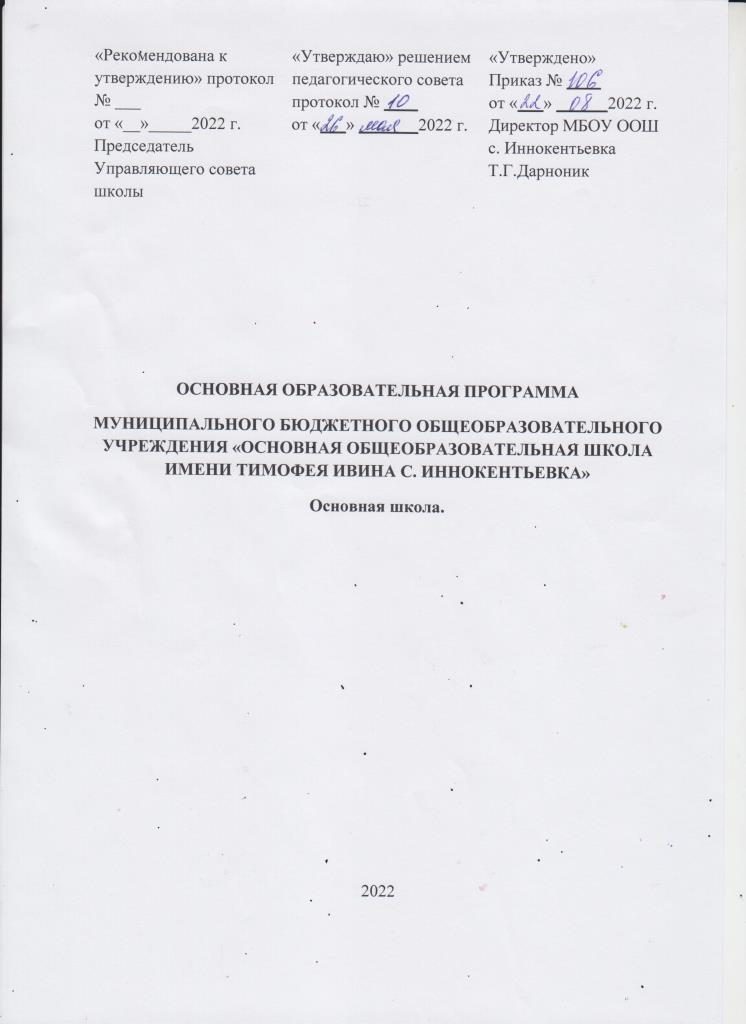 «Рекомендована к
утверждению» протокол
№ ___
от «__»_____2022 г.
Председатель
Управляющего совета
школы
«Утверждаю» решением
педагогического совета
протокол № 10
от «26» мая 2022 г.
«Утверждено»
Приказ № 106
от «22» 08 2022 г.
Директор МБОУ ООШ
с. Иннокентьевка
Т.Г.Дарноник
ОСНОВНАЯ ОБРАЗОВАТЕЛЬНАЯ ПРОГРАММА
МУНИЦИПАЛЬНОГО БЮДЖЕТНОГО ОБЩЕОБРАЗОВАТЕЛЬНОГО
УЧРЕЖДЕНИЯ «ОСНОВНАЯ ОБЩЕОБРАЗОВАТЕЛЬНАЯ ШКОЛА
ИМЕНИ ТИМОФЕЯ ИВИНА С. ИННОКЕНТЬЕВКА»
Основная школа.
2022